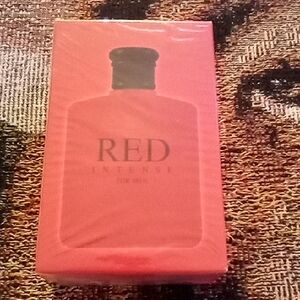 RED
INTENSE
FOR MEN